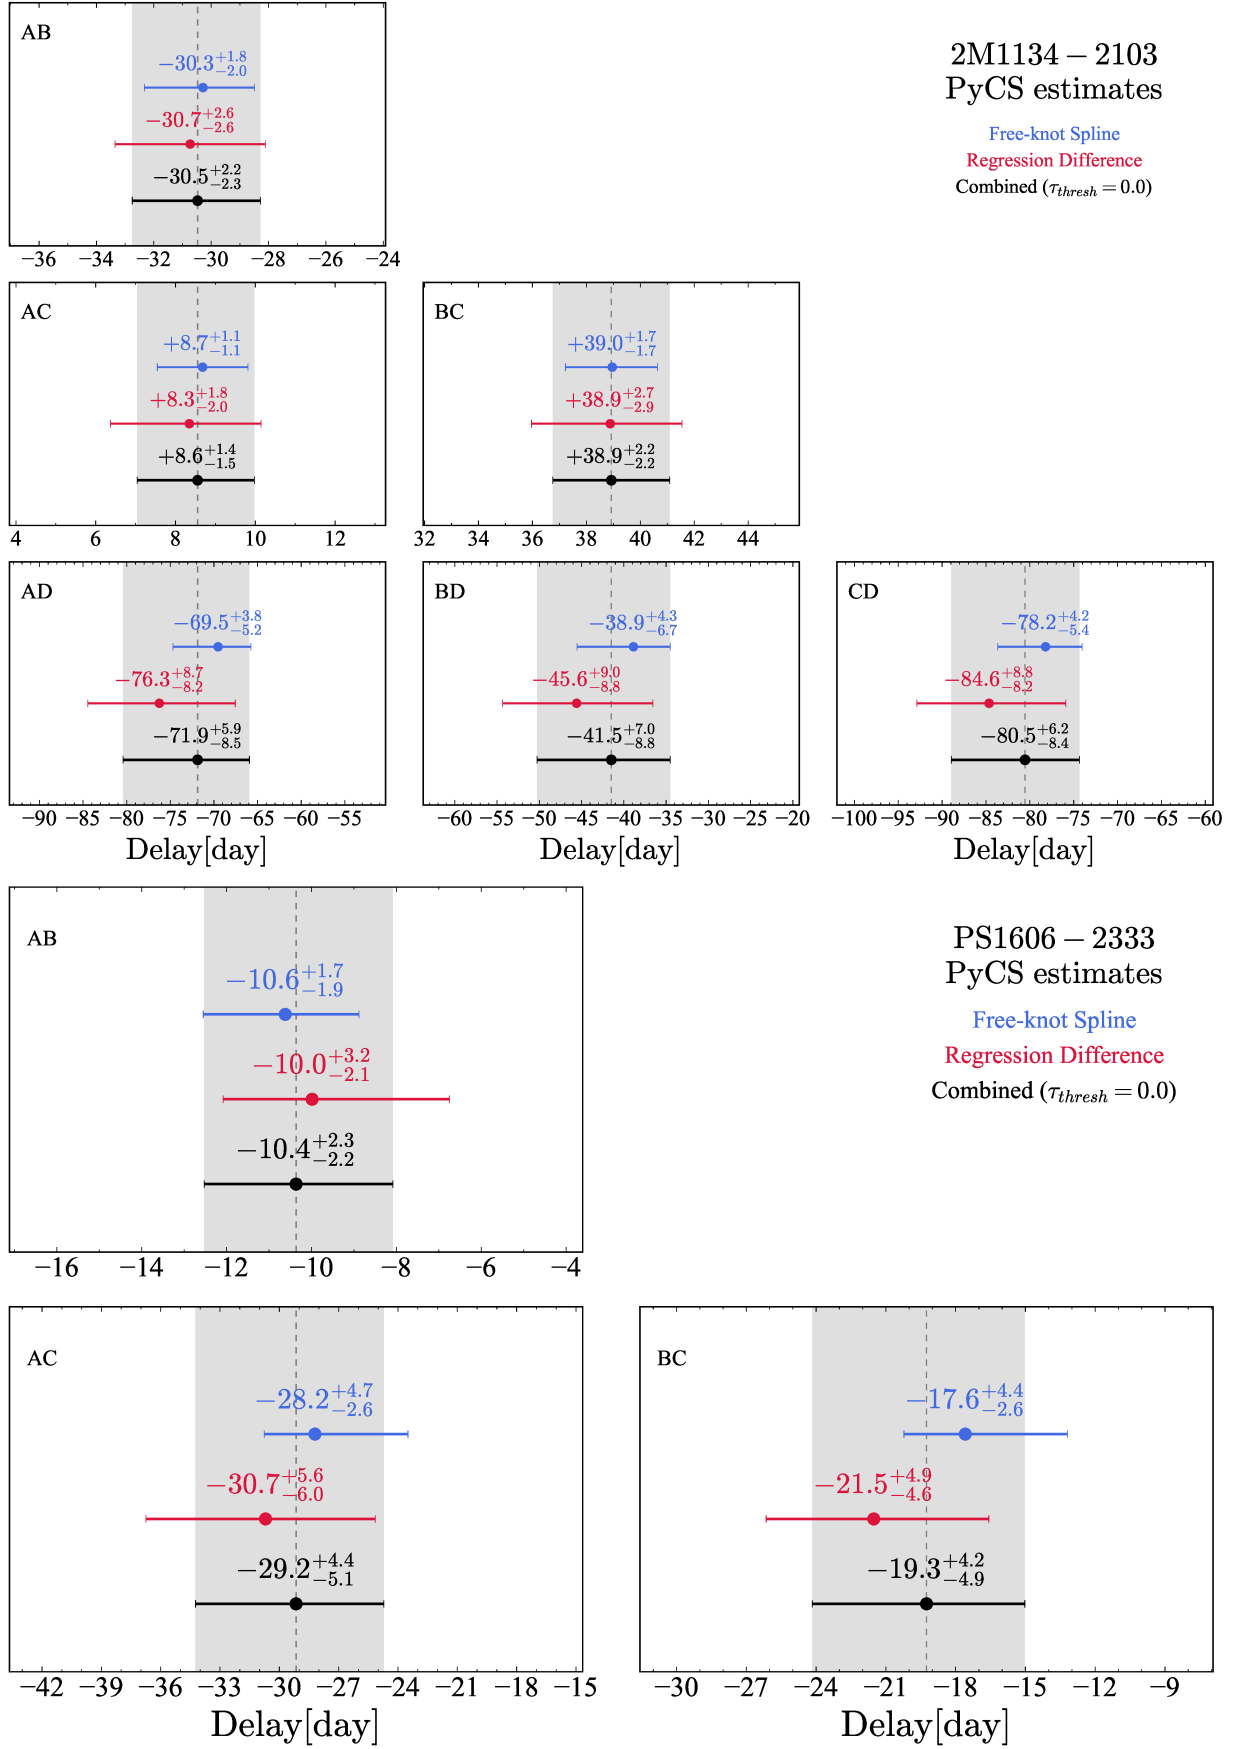 AB
−30.3+1.8−2.0
−30.7+2.6−2.6
−30.5+2.2−2.3
−36 −34 −32 −30 −28 −26 −24
2M1134 − 2103
PyCS estimates
Free-knot Spline
Regression Difference
Combined (τthresh = 0.0)
AC
+8.7+1.1−1.1
+8.3+1.8−2.0
+8.6+1.4−1.5
4 6 8 10 12
BC
+39.0+1.7−1.7
+38.9+2.7−2.9
+38.9+2.2−2.2
32 34 36 38 40 42 44
AD
−69.5+3.8−5.2
−76.3+8.7−8.2
−71.9+5.9−8.5
−90 −85 −80 −75 −70 −65 −60 −55
Delay[day]
BD
−38.9+4.3−6.7
−45.6+9.0−8.8
−41.5+7.0−8.8
−60 −55 −50 −45 −40 −35 −30 −25 −20
Delay[day]
CD
−78.2+4.2−5.4
−84.6+8.8−8.2
−80.5+6.2−8.4
−100 −95 −90 −85 −80 −75 −70 −65 −60
Delay[day]
AB
−10.6+1.7−1.9
−10.0+3.2−2.1
−10.4+2.3−2.2
−16 −14 −12 −10 −8 −6 −4
PS1606 − 2333
PyCS estimates
Free-knot Spline
Regression Difference
Combined (τthresh = 0.0)
AC
−28.2+4.7−2.6
−30.7+5.6−6.0
−29.2+4.4−5.1
−42 −39 −36 −33 −30 −27 −24 −21 −18 −15
Delay[day]
BC
−17.6+4.4−2.6
−21.5+4.9−4.6
−19.3+4.2−4.9
−30 −27 −24 −21 −18 −15 −12 −9
Delay[day]